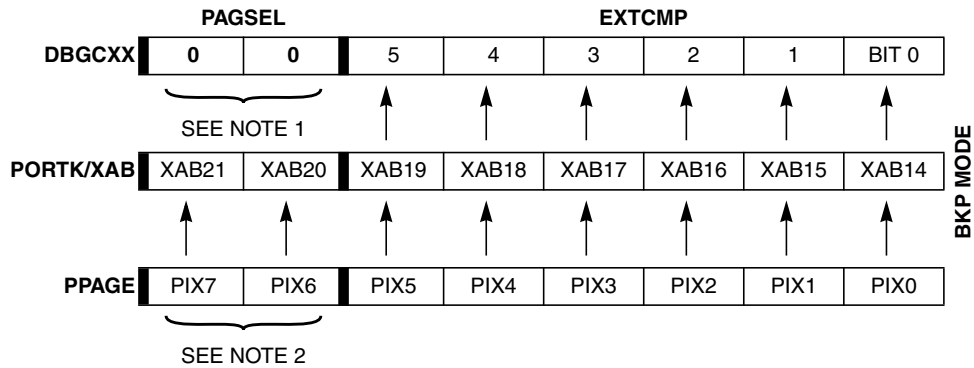 PAGSEL EXTCMP
DBGCXX 0 0 5 4 3 2 1 BIT 0
SEE NOTE 1
PORTK/XAB XAB21 XAB20 XAB19 XAB18 XAB17 XAB16 XAB15 XAB14
BKP MODE
PPAGE PIX7 PIX6 PIX5 PIX4 PIX3 PIX2 PIX1 PIX0
SEE NOTE 2